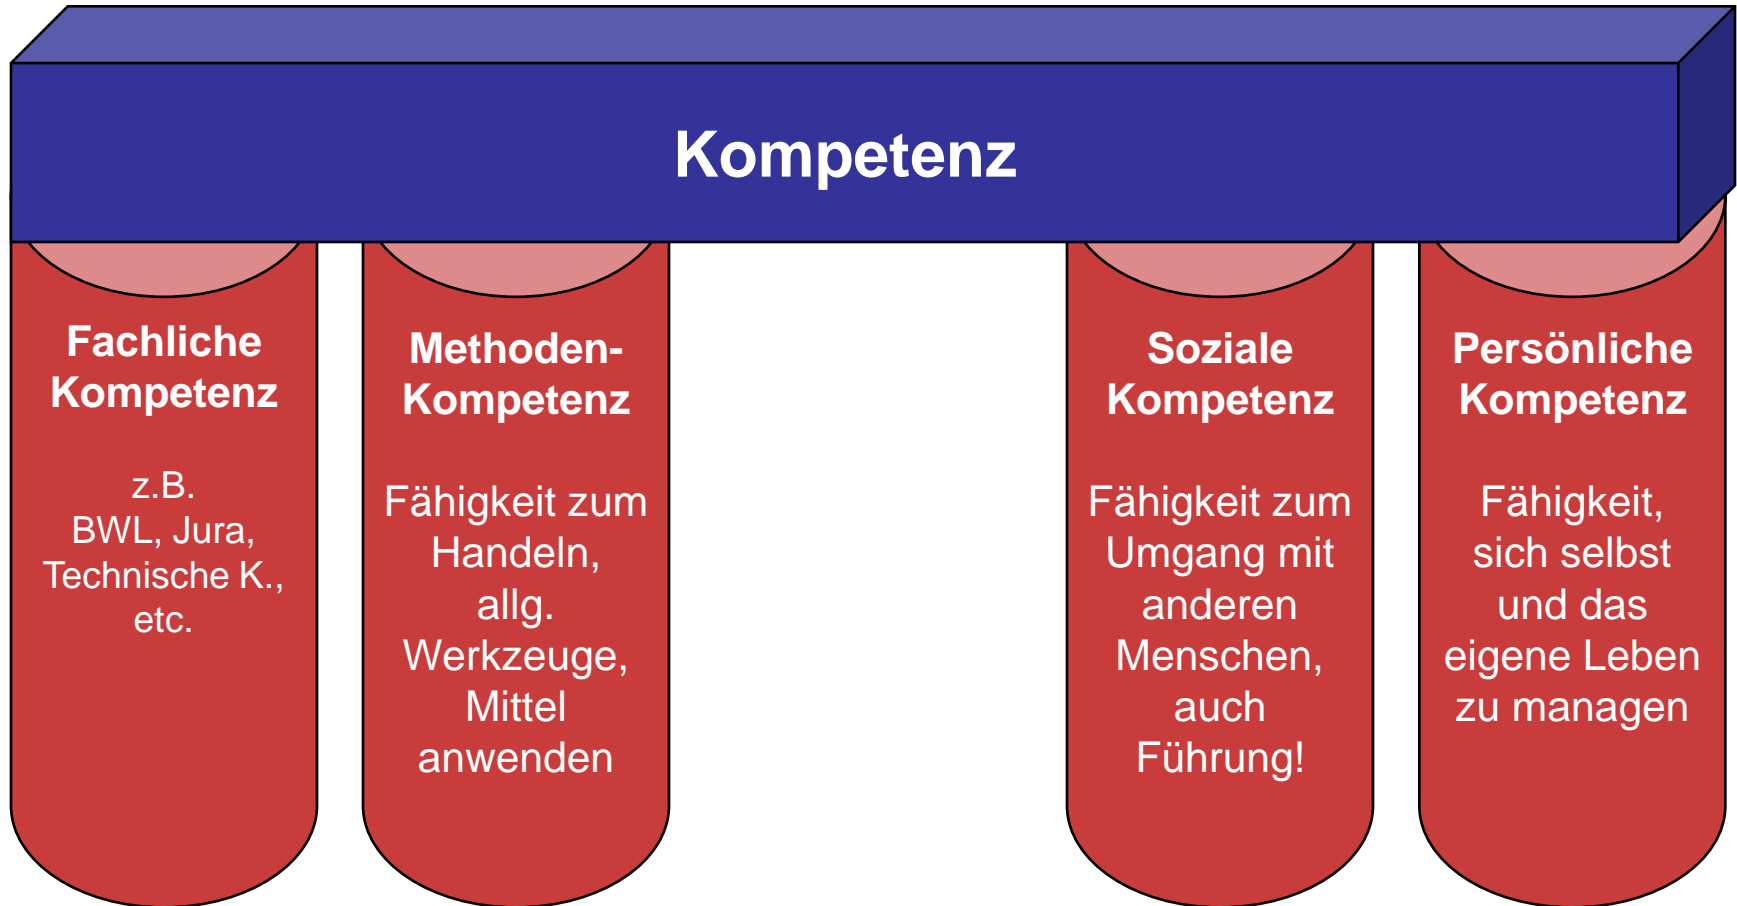 Kompetenz
Fachliche
Kompetenz
z.B.
BWL, Jura,
Technische K.,
etc.
Methoden-
Kompetenz
Fähigkeit zum
Handeln,
allg.
Werkzeuge,
Mittel
anwenden
Soziale
Kompetenz
Fähigkeit zum
Umgang mit
anderen
Menschen,
auch
Führung!
Persönliche
Kompetenz
Fähigkeit,
sich selbst
und das
eigene Leben
zu managen